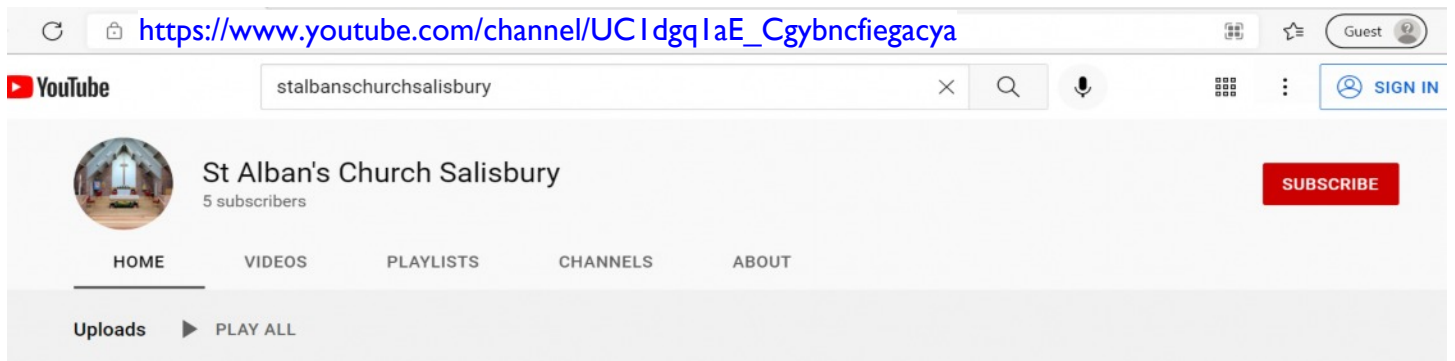 https://www.youtube.com/channel/UC1dgq1aE_Cgybncfiegacya
Guest
YouTube stalbanschurchsalisbury SIGN IN
St Alban's Church Salisbury
5 subscribers
SUBSCRIBE
HOME VIDEOS PLAYLISTS CHANNELS ABOUT
Uploads PLAY ALL